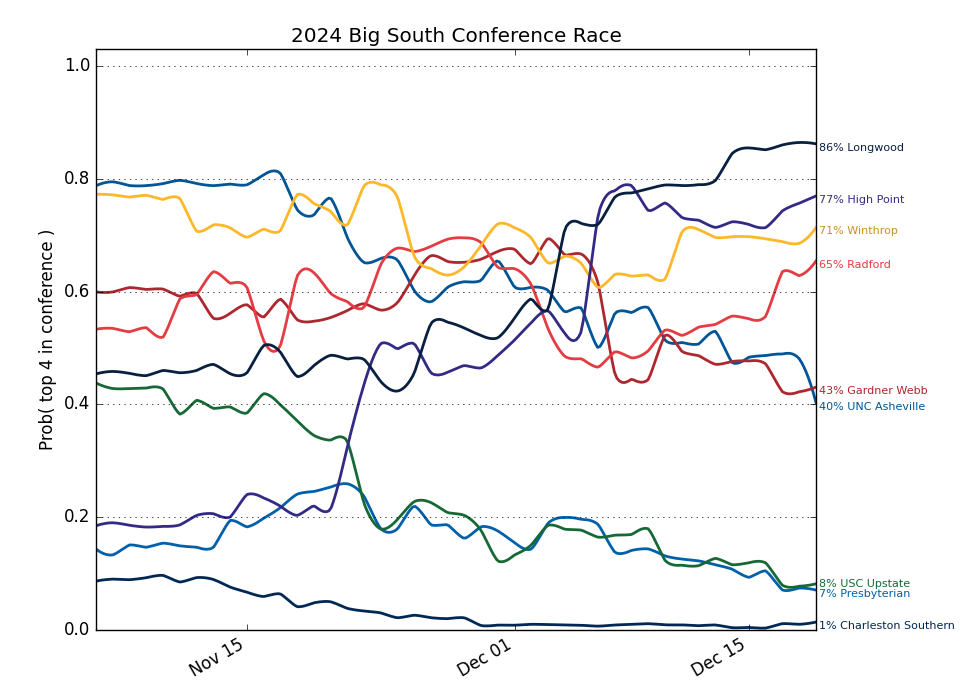 2024 Big South Conference Race
Prob( top 4 in conference )
1.0
0.8
0.6
0.4
0.2
0.0
Nov 15
Dec 01
Dec 15
86% Longwood
77% High Point
71% Winthrop
65% Radford
43% Gardner Webb
40% UNC Asheville
8% USC Upstate
7% Presbyterian
1% Charleston Southern